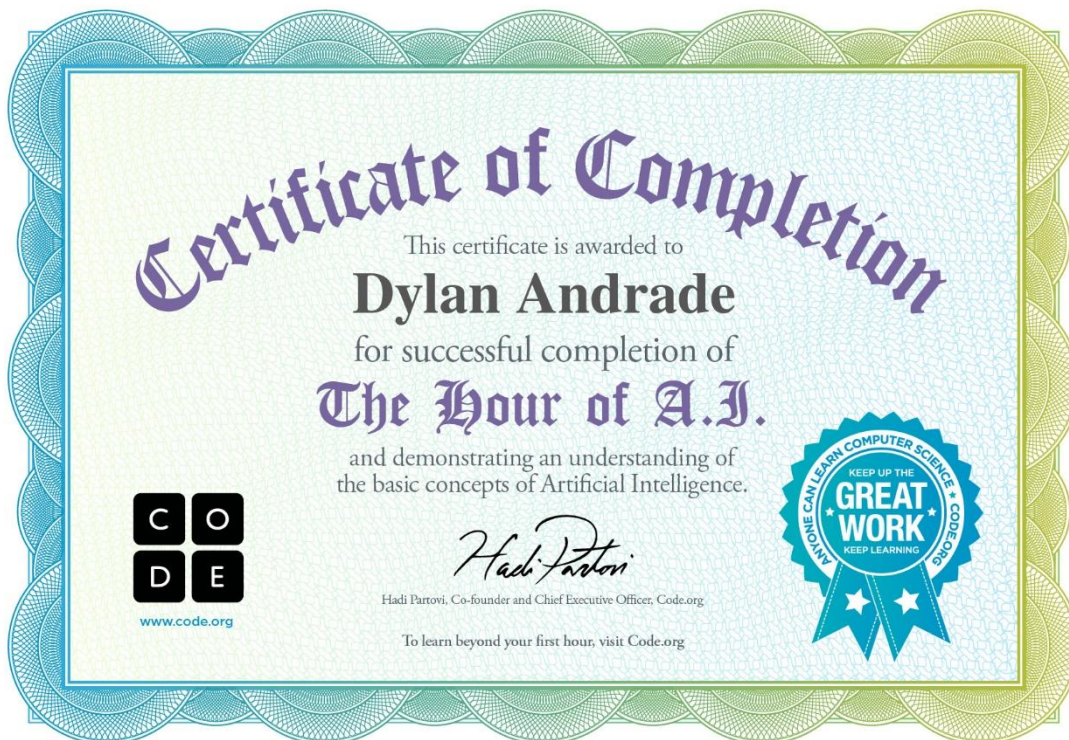 Certificate of Completion
This certificate is awarded to
Dylan Andrade
for successful completion of
The Hour of A.I.
and demonstrating an understanding of
the basic concepts of Artificial Intelligence.
C O
D E
www.code.org
Hadi Partovi
Hadi Partovi, Co-founder and Chief Executive Officer, Code.org
To learn beyond your first hour, visit Code.org
ANYONE CAN LEARN COMPUTER SCIENCE • CODE.ORG
KEEP UP THE
GREAT
WORK
KEEP LEARNING